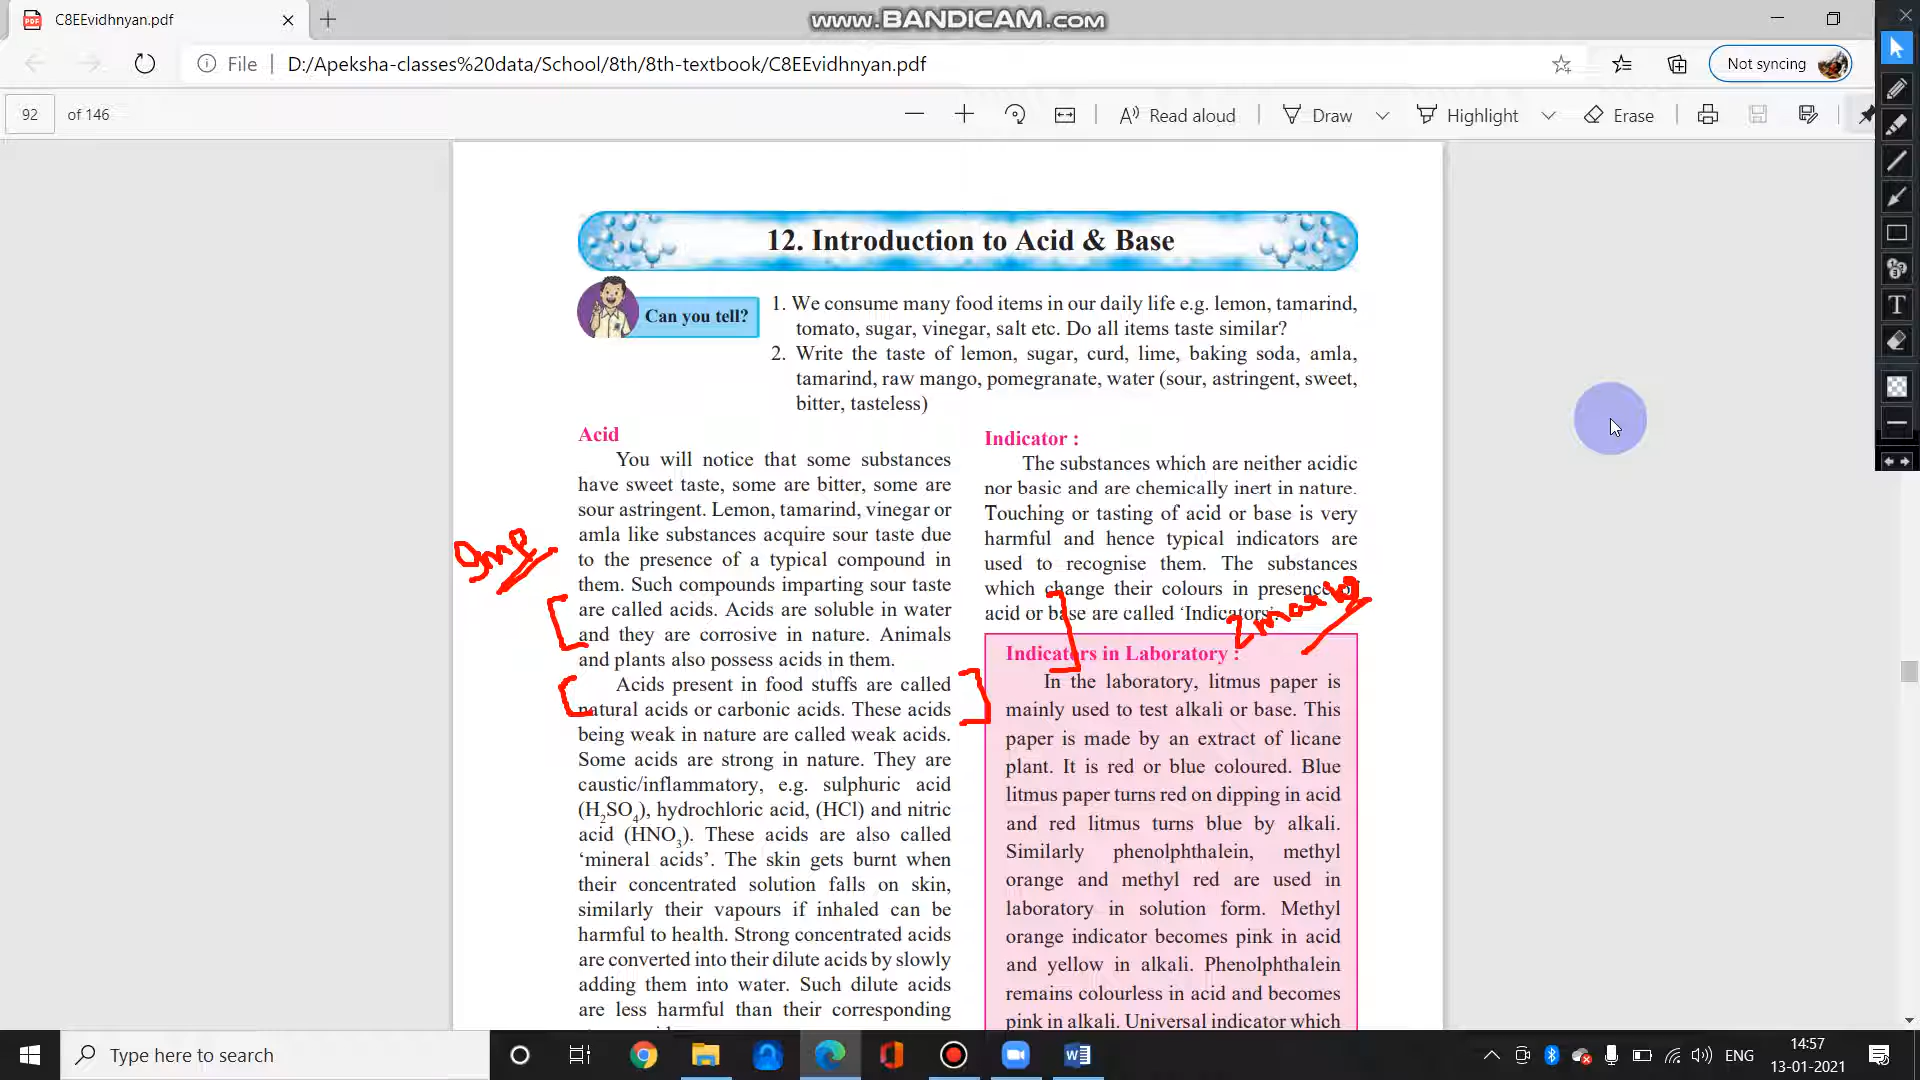 C8EEvidhnyan.pdf
www.BANDICAM.com
File
D:/Apeksha-classes%20data/School/8th/8th-textbook/C8EEvidhnyan.pdf
Not syncing
92 of 146
Read aloud
Draw
Highlight
Erase
12. Introduction to Acid & Base
Can you tell?
1. We consume many food items in our daily life e.g. lemon, tamarind,
tomato, sugar, vinegar, salt etc. Do all items taste similar?
2. Write the taste of lemon, sugar, curd, lime, baking soda, amla,
tamarind, raw mango, pomegranate, water (sour, astringent, sweet,
bitter, tasteless)
Acid
You will notice that some substances
have sweet taste, some are bitter, some are
sour astringent. Lemon, tamarind, vinegar or
amla like substances acquire sour taste due
to the presence of a typical compound in
them. Such compounds imparting sour taste
are called acids. Acids are soluble in water
and they are corrosive in nature. Animals
and plants also possess acids in them.
Acids present in food stuffs are called
natural acids or carbonic acids. These acids
being weak in nature are called weak acids.
Some acids are strong in nature. They are
caustic/inflammatory, e.g. sulphuric acid
(H2SO4), hydrochloric acid, (HCl) and nitric
acid (HNO3). These acids are also called
‘mineral acids’. The skin gets burnt when
their concentrated solution falls on skin,
similarly their vapours if inhaled can be
harmful to health. Strong concentrated acids
are converted into their dilute acids by slowly
adding them into water. Such dilute acids
are less harmful than their corresponding
Imp
Indicator :
The substances which are neither acidic
nor basic and are chemically inert in nature.
Touching or tasting of acid or base is very
harmful and hence typical indicators are
used to recognise them. The substances
which change their colours in presence of
acid or base are called ‘Indicators’.
2 marks
Indicators in Laboratory :
In the laboratory, litmus paper is
mainly used to test alkali or base. This
paper is made by an extract of licane
plant. It is red or blue coloured. Blue
litmus paper turns red on dipping in acid
and red litmus turns blue by alkali.
Similarly phenolphthalein, methyl
orange and methyl red are used in
laboratory in solution form. Methyl
orange indicator becomes pink in acid
and yellow in alkali. Phenolphthalein
remains colourless in acid and becomes
pink in alkali. Universal indicator which
Type here to search
ENG
14:57
13-01-2021